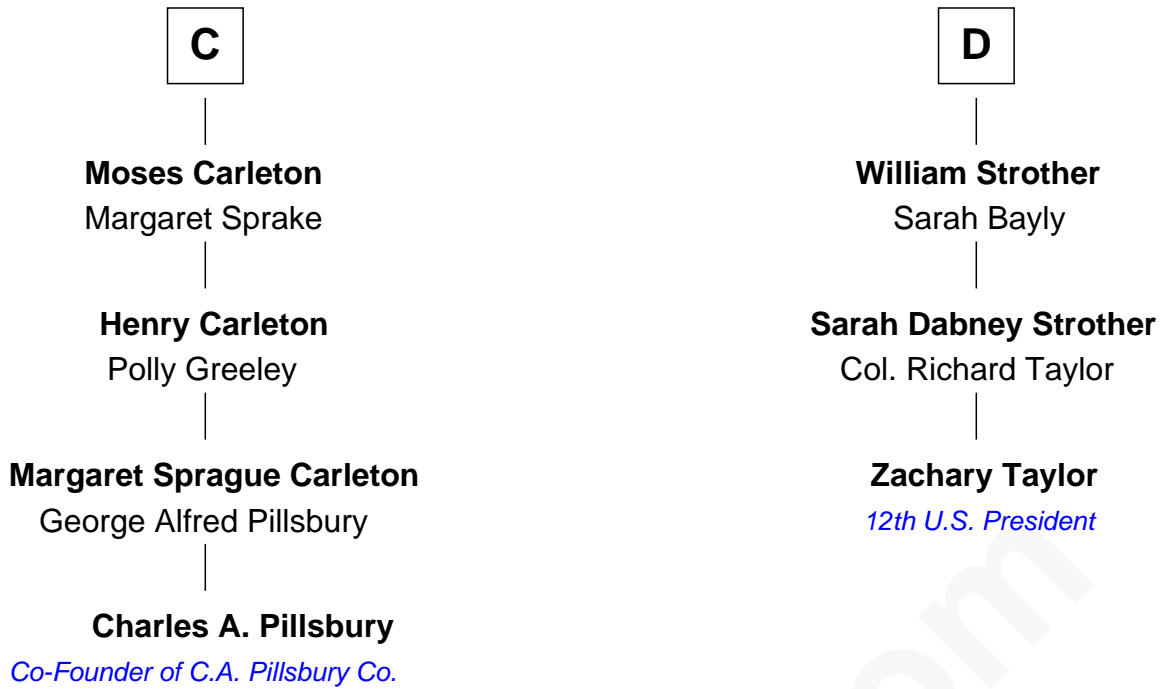 C
Moses Carleton
Margaret Sprake
Henry Carleton
Polly Greeley
Margaret Sprague Carleton
George Alfred Pillsbury
Charles A. Pillsbury
Co-Founder of C.A. Pillsbury Co.
D
William Strother
Sarah Bayly
Sarah Dabney Strother
Col. Richard Taylor
Zachary Taylor
12th U.S. President
om